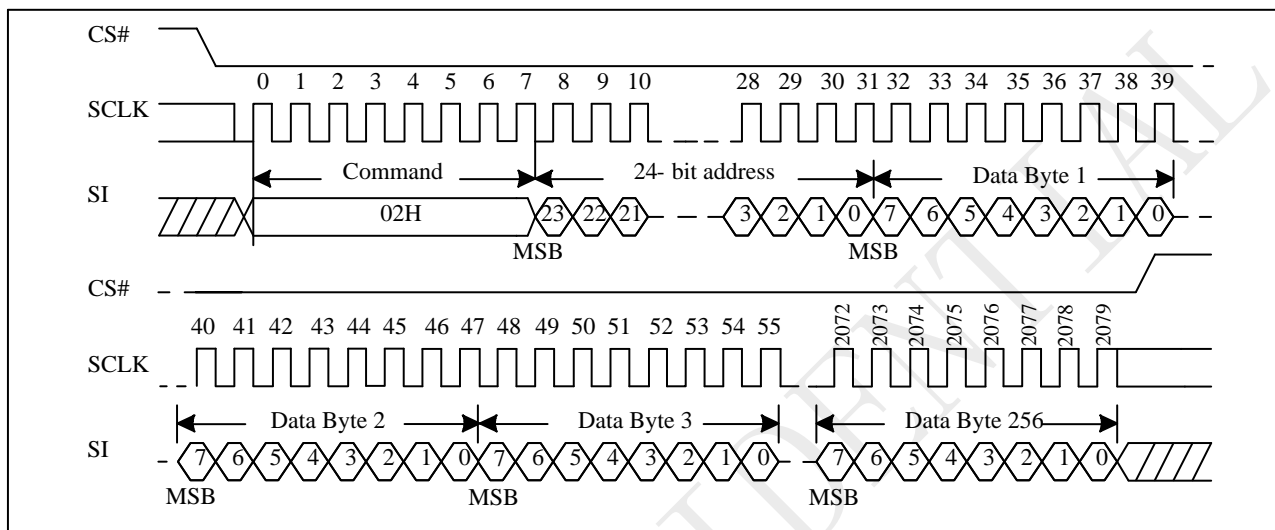 CS#
0 1 2 3 4 5 6 7 8 9 10 28 29 30 31 32 33 34 35 36 37 38 39
SCLK
Command 24- bit address Data Byte 1
SI
02H 23 22 21 3 2 1 0 7 6 5 4 3 2 1 0
MSB MSB
CS#
40 41 42 43 44 45 46 47 48 49 50 51 52 53 54 55 2072 2073 2074 2075 2076 2077 2078 2079
SCLK
Data Byte 2 Data Byte 3 Data Byte 256
SI
7 6 5 4 3 2 1 0 7 6 5 4 3 2 1 0 7 6 5 4 3 2 1 0
MSB MSB MSB
DENTIAL